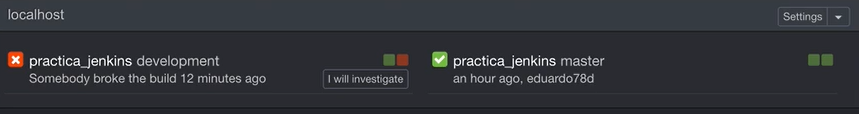 localhost
Settings
practica_jenkins development
Somebody broke the build 12 minutes ago
I will investigate
practica_jenkins master
an hour ago, eduardo78d